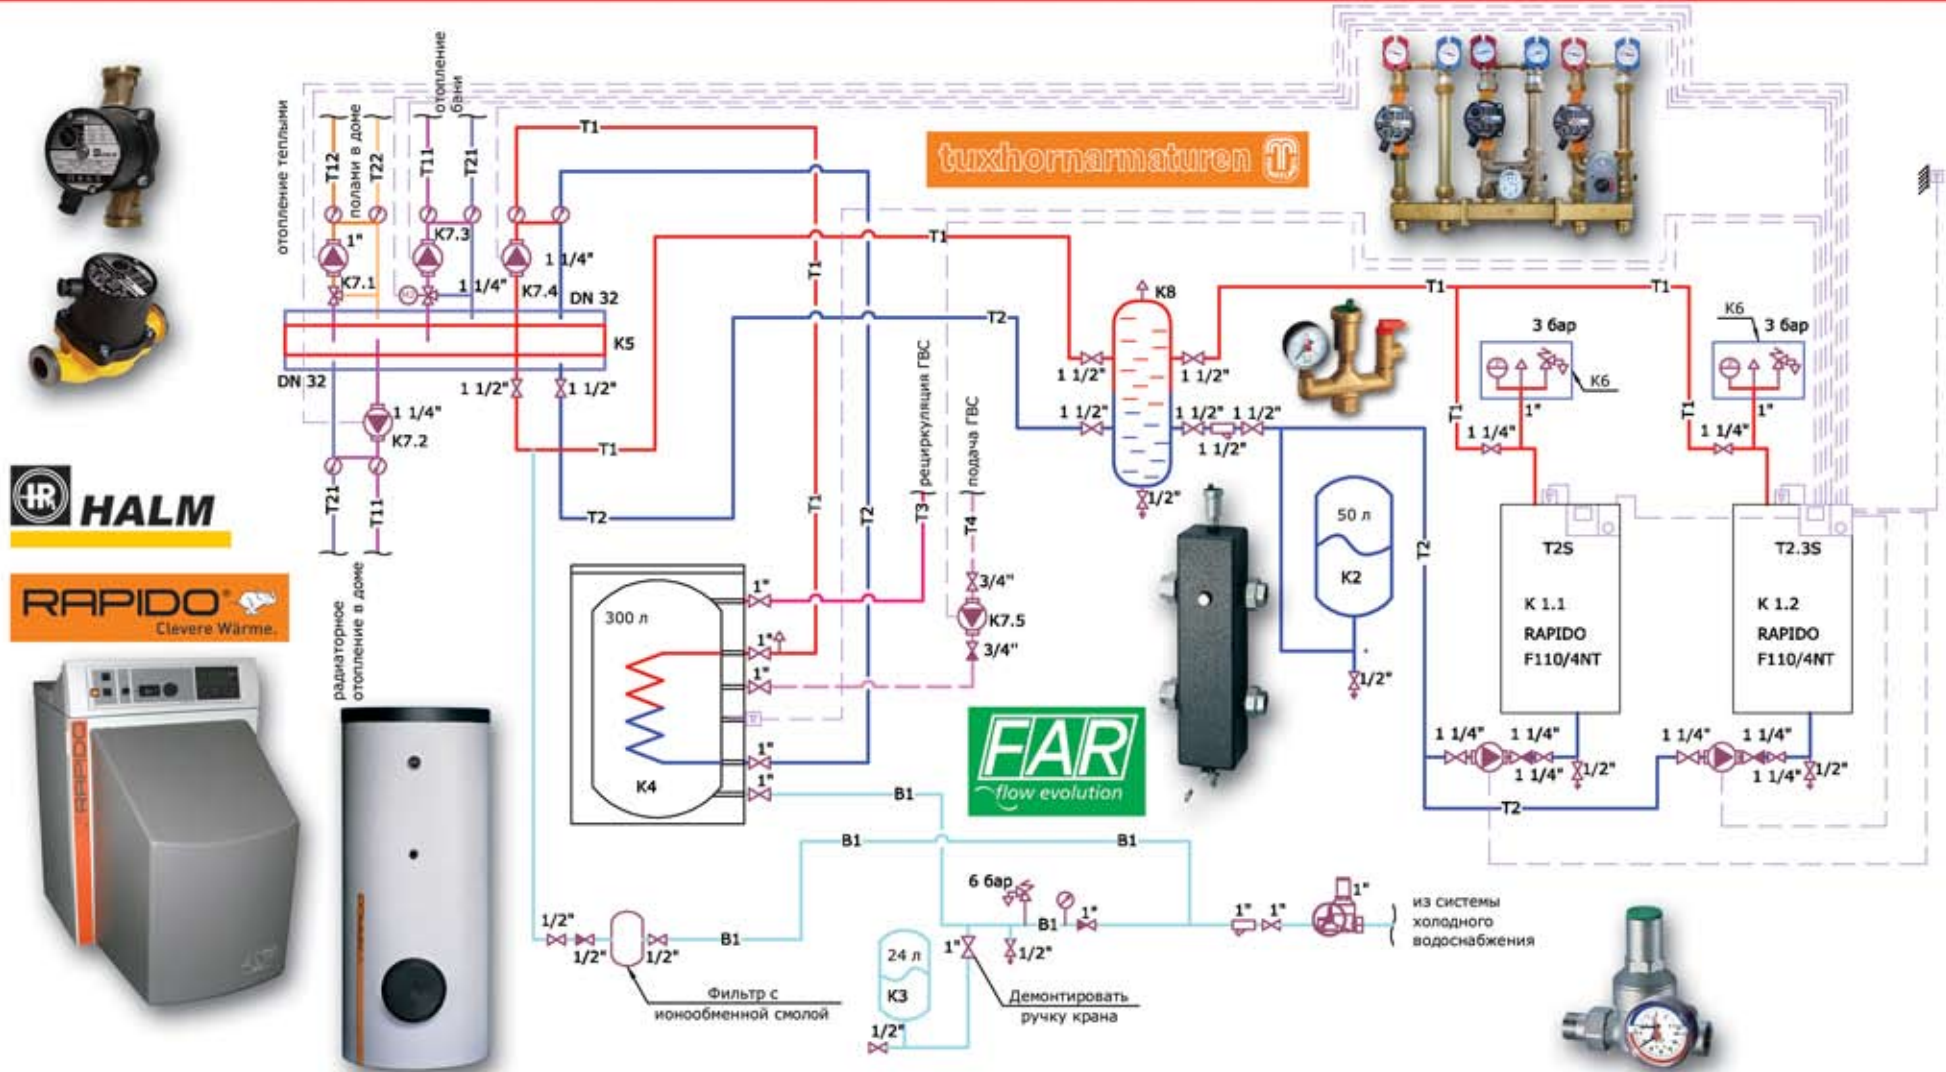 отопление теплыми
полами в доме
отопление
бани
T12
T22
T11
T21
T1
tuxhornarmaturen
1"
K7.1
K7.3
1 1/4"
K7.4
1 1/4"
DN 32
T1
T1
K8
T1
T1
T2
K5
DN 32
1 1/2"
1 1/2"
1 1/4"
K7.2
T1
T2
T21
T11
радиаторное
отопление в доме
рециркуляция ГВС
подача ГВС
T3
T4
T1
T2
1 1/2"
1 1/2"
1 1/2"
1 1/2"
1 1/2"
1 1/2"
1/2"
К6
3 бар
3 бар
К6
1"
1"
T1
T1
1 1/4"
1 1/4"
HR
HALM
RAPIDO®
Clevere Wärme.
RAPIDO
RAPIDO
300 л
K4
1"
1"
1"
1"
1"
3/4"
K7.5
3/4"
50 л
K2
1/2"
T2
T2S
K 1.1
RAPIDO
F110/4NT
T2.3S
K 1.2
RAPIDO
F110/4NT
1 1/4"
1 1/4"
1 1/4"
1/2"
1 1/4"
1 1/4"
1 1/4"
1/2"
T2
FAR
flow evolution
B1
B1
B1
6 бар
B1
1"
1"
1"
1"
из системы
холодного
водоснабжения
1/2"
1/2"
1/2"
B1
Фильтр с
ионообменной смолой
24 л
K3
1/2"
1"
1/2"
Демонтировать
ручку крана